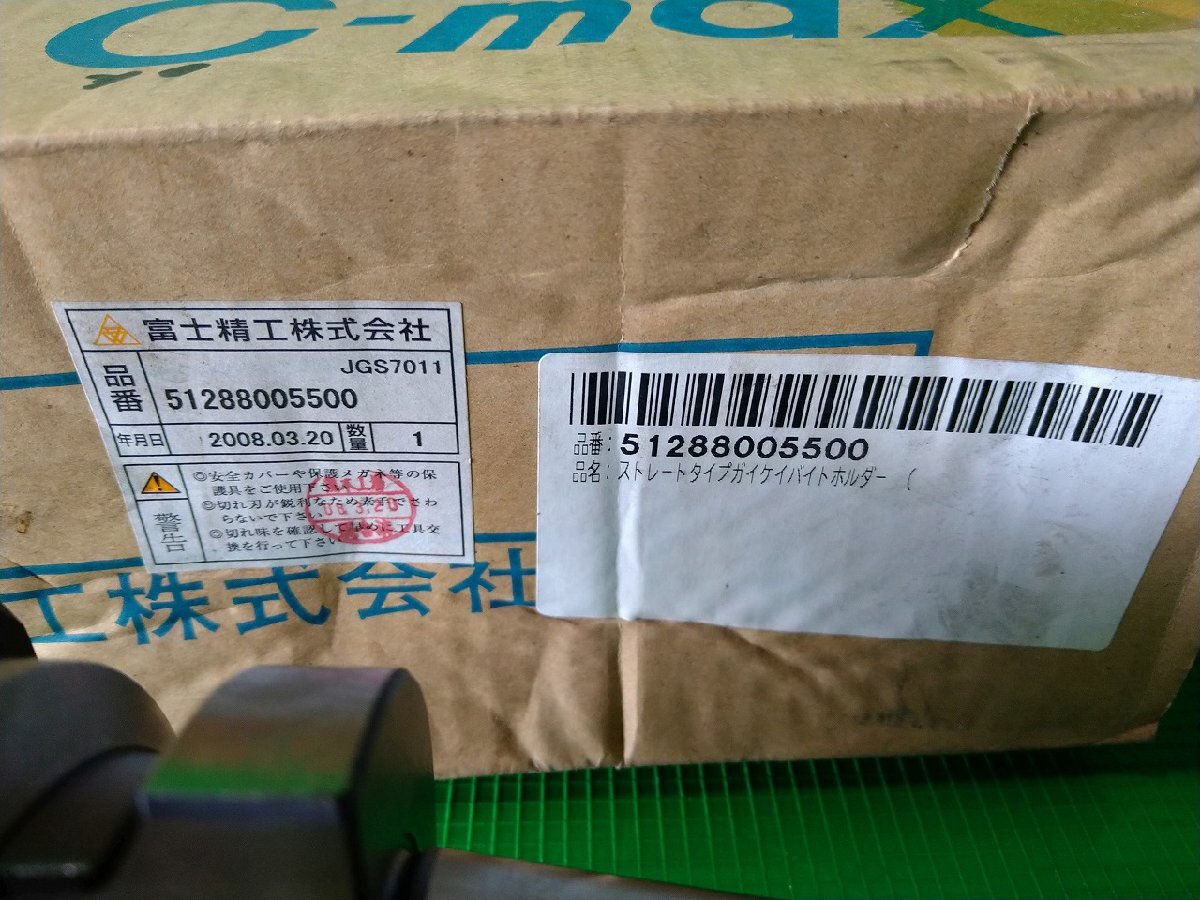 C-max
富士精工株式会社
JGS7011
品番 51288005500
年月日 2008.03.20 数量 1
警告
◎安全カバーや保護メガネ等の保
護具をご使用下さい
◎切れ刃が鋭利なため素手でさわ
らないで下さい
◎切れ味を確認して早めに工具交
換を行って下さい
08.3.20
品番:51288005500
品名:ストレートタイプガイケイバイトホルダー (
工株式会社